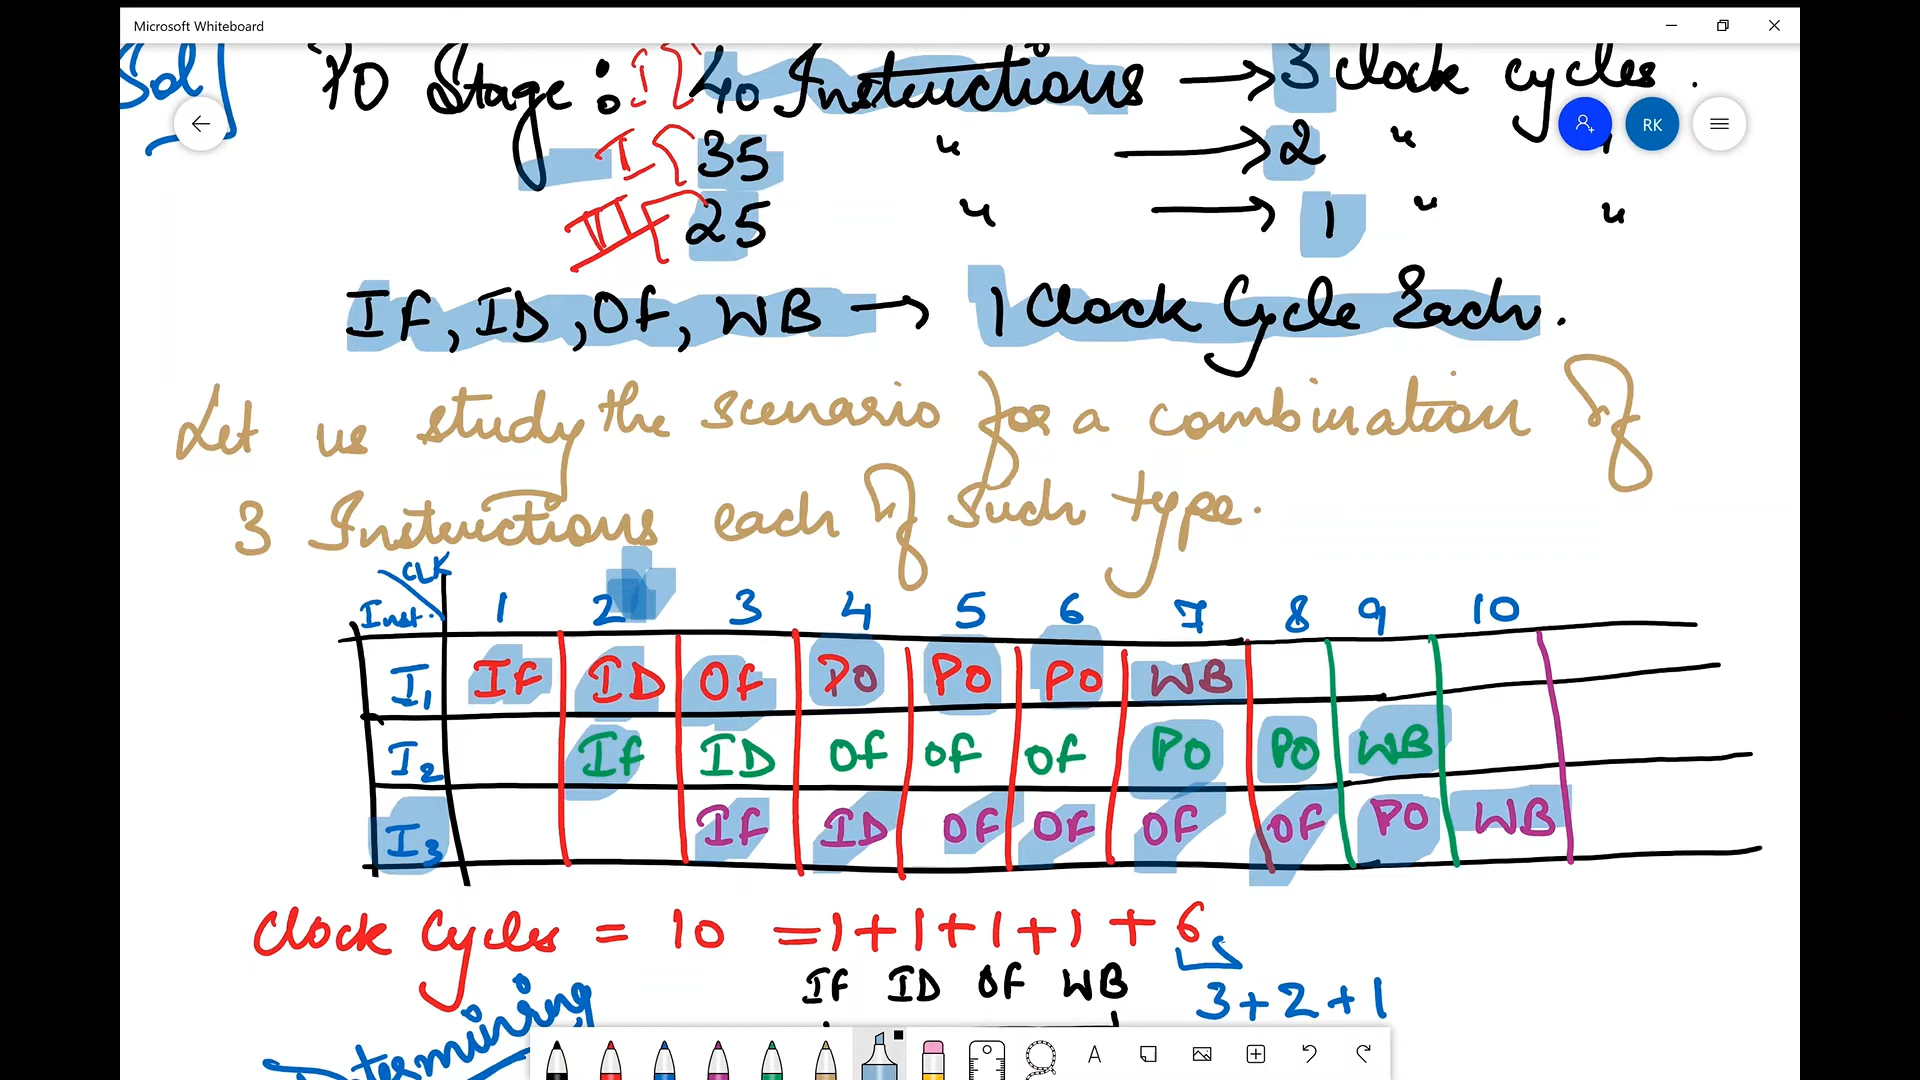 Microsoft Whiteboard
Sol
PO Stage : I 40 Instructions → 3 clock cycles.
RK
I 35 " → 2 " "
III 25 " → 1 " "
IF, ID, OF, WB → 1 Clock Cycle Each.
Let us study the scenario for a combination of
3 Instructions each of such type.
CLK
Inst. 1 2 3 4 5 6 7 8 9 10
I1 IF ID OF PO PO PO WB
I2 IF ID OF OF OF PO PO WB
I3 IF ID OF OF OF OF PO WB
Clock Cycles = 10 = 1 + 1 + 1 + 1 + 6
IF ID OF WB
3 + 2 + 1
Determining
A